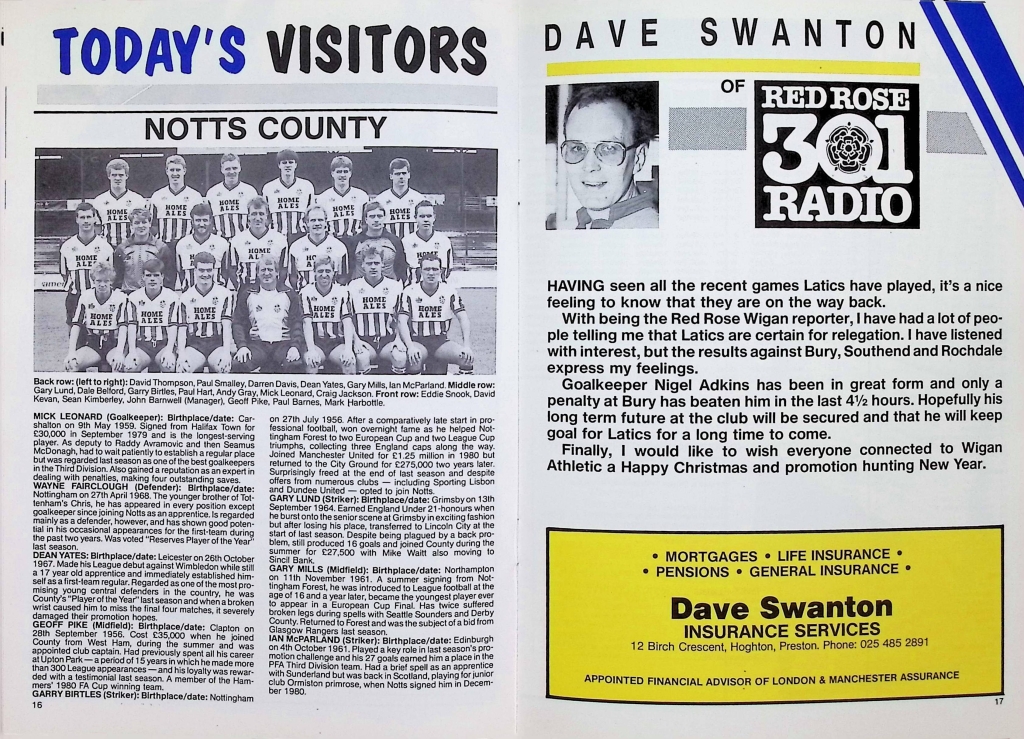 TODAY'S VISITORS
NOTTS COUNTY
HOME ALES
Back row: (left to right): David Thompson, Paul Smalley, Darren Davis, Dean Yates, Gary Mills, Ian McParland. Middle row:
Gary Lund, Dale Belford, Garry Birtles, Paul Hart, Andy Gray, Mick Leonard, Craig Jackson. Front row: Eddie Snook, David
Kevan, Sean Kimberley, John Barnwell (Manager), Geoff Pike, Paul Barnes, Mark Harbottle.
MICK LEONARD (Goalkeeper): Birthplace/date: Car-
shalton on 9th May 1959. Signed from Halifax Town for
£30,000 in September 1979 and is the longest-serving
player. As deputy to Raddy Avramovic and then Seamus
McDonagh, had to wait patiently to establish a regular place
but was regarded last season as one of the best goalkeepers
in the Third Division. Also gained a reputation as an expert in
dealing with penalties, making four outstanding saves.
WAYNE FAIRCLOUGH (Defender): Birthplace/date:
Nottingham on 27th April 1968. The younger brother of Tot-
tenham's Chris, he has appeared in every position except
goalkeeper since joining Notts as an apprentice. Is regarded
mainly as a defender, however, and has shown good poten-
tial in his occasional appearances for the first-team during
the past two years. Was voted "Reserves Player of the Year"
last season.
DEAN YATES: Birthplace/date: Leicester on 26th October
1967. Made his League debut against Wimbledon while still
a 17 year old apprentice and immediately established him-
self as a first-team regular. Regarded as one of the most pro-
mising young central defenders in the country, he was
County's "Player of the Year" last season and when a broken
wrist caused him to miss the final four matches, it severely
damaged their promotion hopes.
GEOFF PIKE (Midfield): Birthplace/date: Clapton on
28th September 1956. Cost £35,000 when he joined
County from West Ham, during the summer and was
appointed club captain. Had previously spent all his career
at Upton Park — a period of 15 years in which he made more
than 300 League appearances — and his loyalty was rewar-
ded with a testimonial last season. A member of the Ham-
mers' 1980 FA Cup winning team.
GARRY BIRTLES (Striker): Birthplace/date: Nottingham
16
on 27th July 1956. After a comparatively late start in pro-
fessional football, won overnight fame as he helped Not-
tingham Forest to two European Cup and two League Cup
triumphs, collecting three England caps along the way.
Joined Manchester United for £1.25 million in 1980 but
returned to the City Ground for £275,000 two years later.
Surprisingly freed at the end of last season and despite
offers from numerous clubs — including Sporting Lisbon
and Dundee United — opted to join Notts.
GARY LUND (Striker): Birthplace/date: Grimsby on 13th
September 1964. Earned England Under 21-honours when
he burst onto the senior scene at Grimsby in exciting fashion
but after losing his place, transferred to Lincoln City at the
start of last season. Despite being plagued by a back pro-
blem, still produced 16 goals and joined County during the
summer for £27,500 with Mike Waitt also moving to
Sincil Bank.
GARY MILLS (Midfield): Birthplace/date: Northampton
on 11th November 1961. A summer signing from Not-
tingham Forest, he was introduced to League football at the
age of 16 and a year later, became the youngest player ever
to appear in a European Cup Final. Has twice suffered
broken legs during spells with Seattle Sounders and Derby
County. Returned to Forest and was the subject of a bid from
Glasgow Rangers last season.
IAN McPARLAND (Striker): Birthplace/date: Edinburgh
on 4th October 1961. Played a key role in last season's pro-
motion challenge and his 27 goals earned him a place in the
PFA Third Division team. Had a brief spell as an apprentice
with Sunderland but was back in Scotland, playing for junior
club Ormiston primrose, when Notts signed him in Decem-
ber 1980.
DAVE SWANTON
OF
RED ROSE
301
RADIO
HAVING seen all the recent games Latics have played, it's a nice
feeling to know that they are on the way back.
With being the Red Rose Wigan reporter, I have had a lot of peo-
ple telling me that Latics are certain for relegation. I have listened
with interest, but the results against Bury, Southend and Rochdale
express my feelings.
Goalkeeper Nigel Adkins has been in great form and only a
penalty at Bury has beaten him in the last 4½ hours. Hopefully his
long term future at the club will be secured and that he will keep
goal for Latics for a long time to come.
Finally, I would like to wish everyone connected to Wigan
Athletic a Happy Christmas and promotion hunting New Year.
• MORTGAGES • LIFE INSURANCE •
• PENSIONS • GENERAL INSURANCE •
Dave Swanton
INSURANCE SERVICES
12 Birch Crescent, Hoghton, Preston. Phone: 025 485 2891
APPOINTED FINANCIAL ADVISOR OF LONDON & MANCHESTER ASSURANCE
17